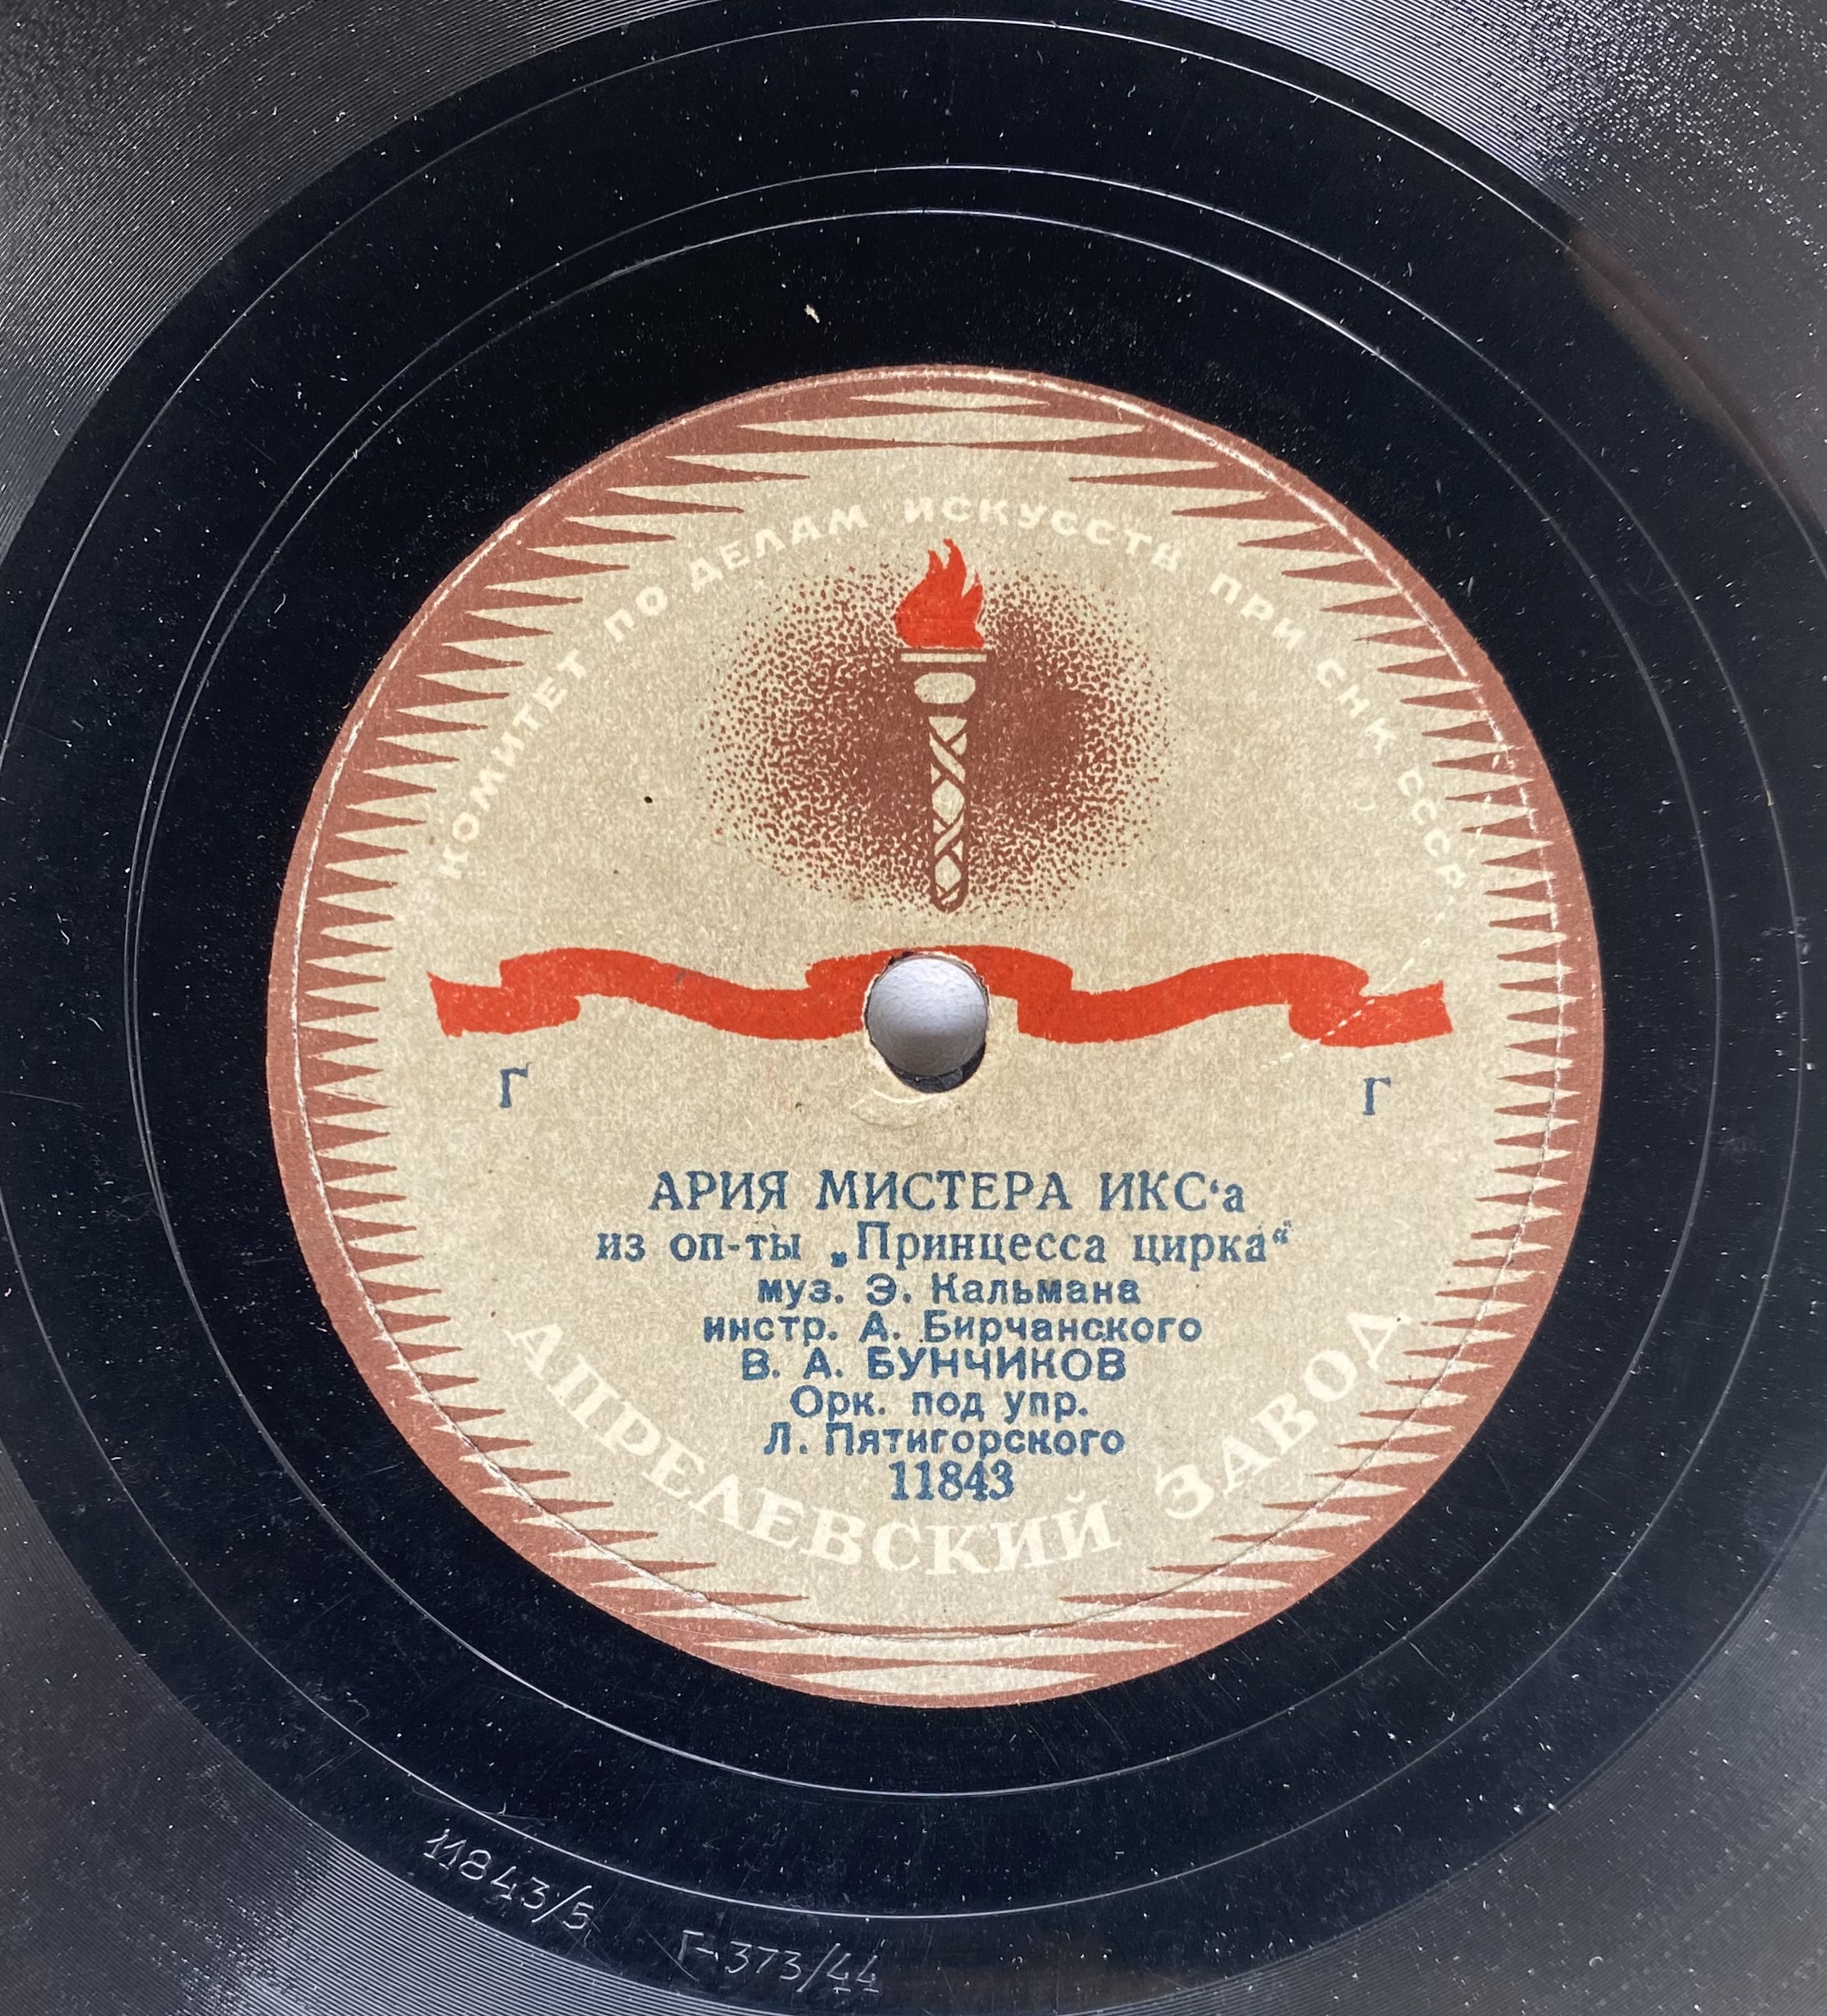 КОМИТЕТ ПО ДЕЛАМ ИСКУССТВ ПРИ СНК СССР
Г Г
АРИЯ МИСТЕРА ИКС‘а
из оп-ты „Принцесса цирка“
муз. Э. Кальмана
инстр. А. Бирчанского
В. А. БУНЧИКОВ
Орк. под упр.
Л. Пятигорского
11843
АПРЕЛЕВСКИЙ ЗАВОД
11843/5 Г-373/44